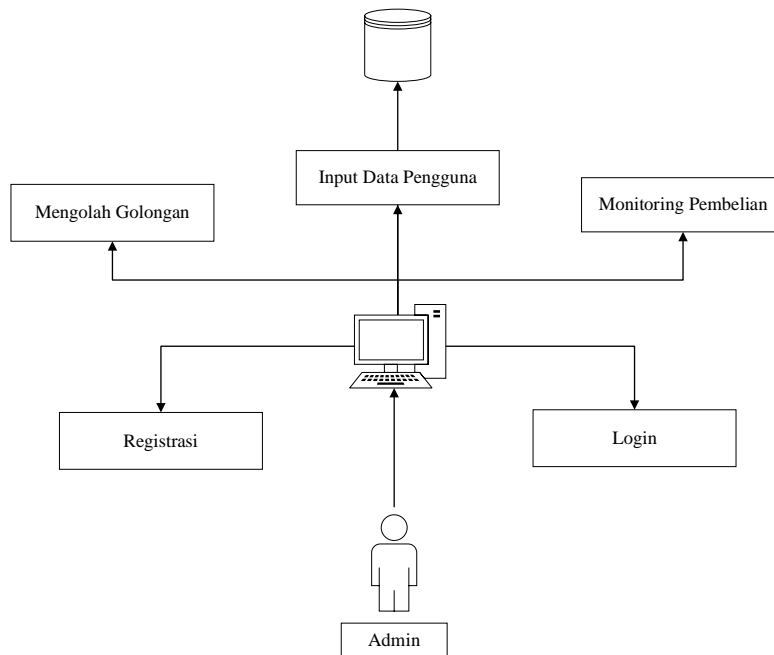 Input Data Pengguna
Mengolah Golongan
Monitoring Pembelian
Registrasi
Login
Admin